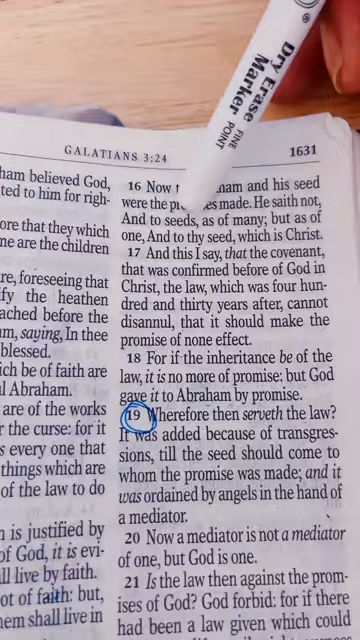 Dry Erase
Marker
FINE
POINT
GALATIANS 3:24
1631
ham believed God,
ted to him for righ-
ore that they which
me are the children
re, foreseeing that
ify the heathen
ached before the
am, saying, In thee
blessed.
ich be of faith are
l Abraham.
are of the works
r the curse: for it
s every one that
things which are
of the law to do
n is justified by
of God, it is evi-
ll live by faith.
ot of faith: but,
hem shall live in
16 Now ham and his seed
were the made. He saith not,
And to seeds, as of many; but as of
one, And to thy seed, which is Christ.
17 And this I say, that the covenant,
that was confirmed before of God in
Christ, the law, which was four hun-
dred and thirty years after, cannot
disannul, that it should make the
promise of none effect.
18 For if the inheritance be of the
law, it is no more of promise: but God
gave it to Abraham by promise.
19 Wherefore then serveth the law?
It was added because of transgres-
sions, till the seed should come to
whom the promise was made; and it
was ordained by angels in the hand of
a mediator.
20 Now a mediator is not a mediator
of one, but God is one.
21 Is the law then against the prom-
ises of God? God forbid: for if there
had been a law given which could